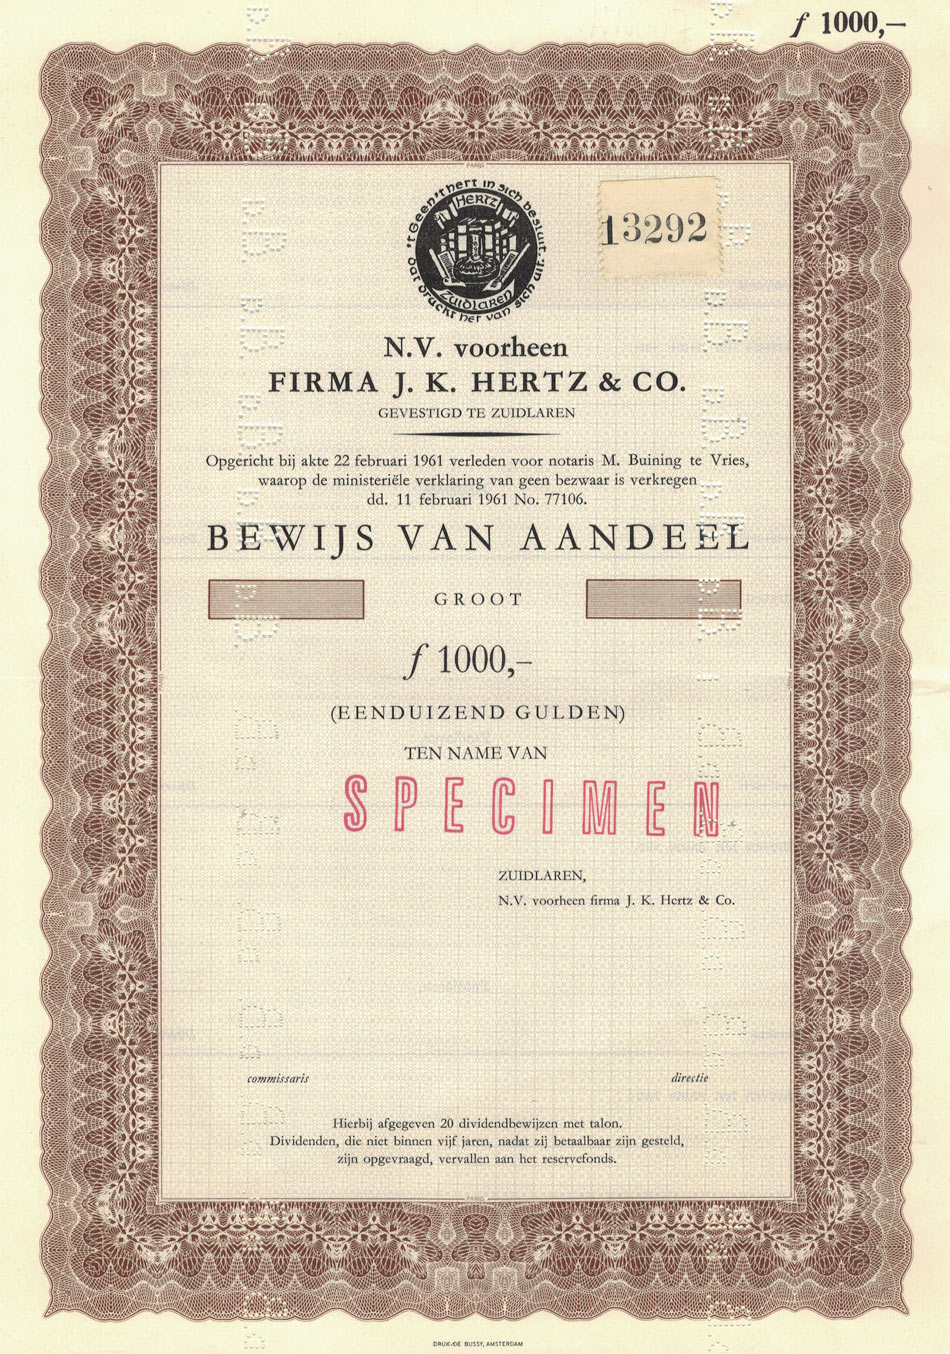 f 1000,—
PARIJS
't Geen 't hert in sich besluit, dat druckt het van sich uit.
HERTZ
ZUIDLAREN
13292
N.V. voorheen
FIRMA J. K. HERTZ & CO.
GEVESTIGD TE ZUIDLAREN
Opgericht bij akte 22 februari 1961 verleden voor notaris M. Buining te Vries,
waarop de ministeriële verklaring van geen bezwaar is verkregen
dd. 11 februari 1961 No. 77106.
BEWIJS VAN AANDEEL
GROOT
f 1000,–
(EENDUIZEND GULDEN)
TEN NAME VAN
SPECIMEN
ZUIDLAREN,
N.V. voorheen firma J. K. Hertz & Co.
commissaris directie
Hierbij afgegeven 20 dividendbewijzen met talon.
Dividenden, die niet binnen vijf jaren, nadat zij betaalbaar zijn gesteld,
zijn opgevraagd, vervallen aan het reservefonds.
DRUK: DE BUSSY, AMSTERDAM